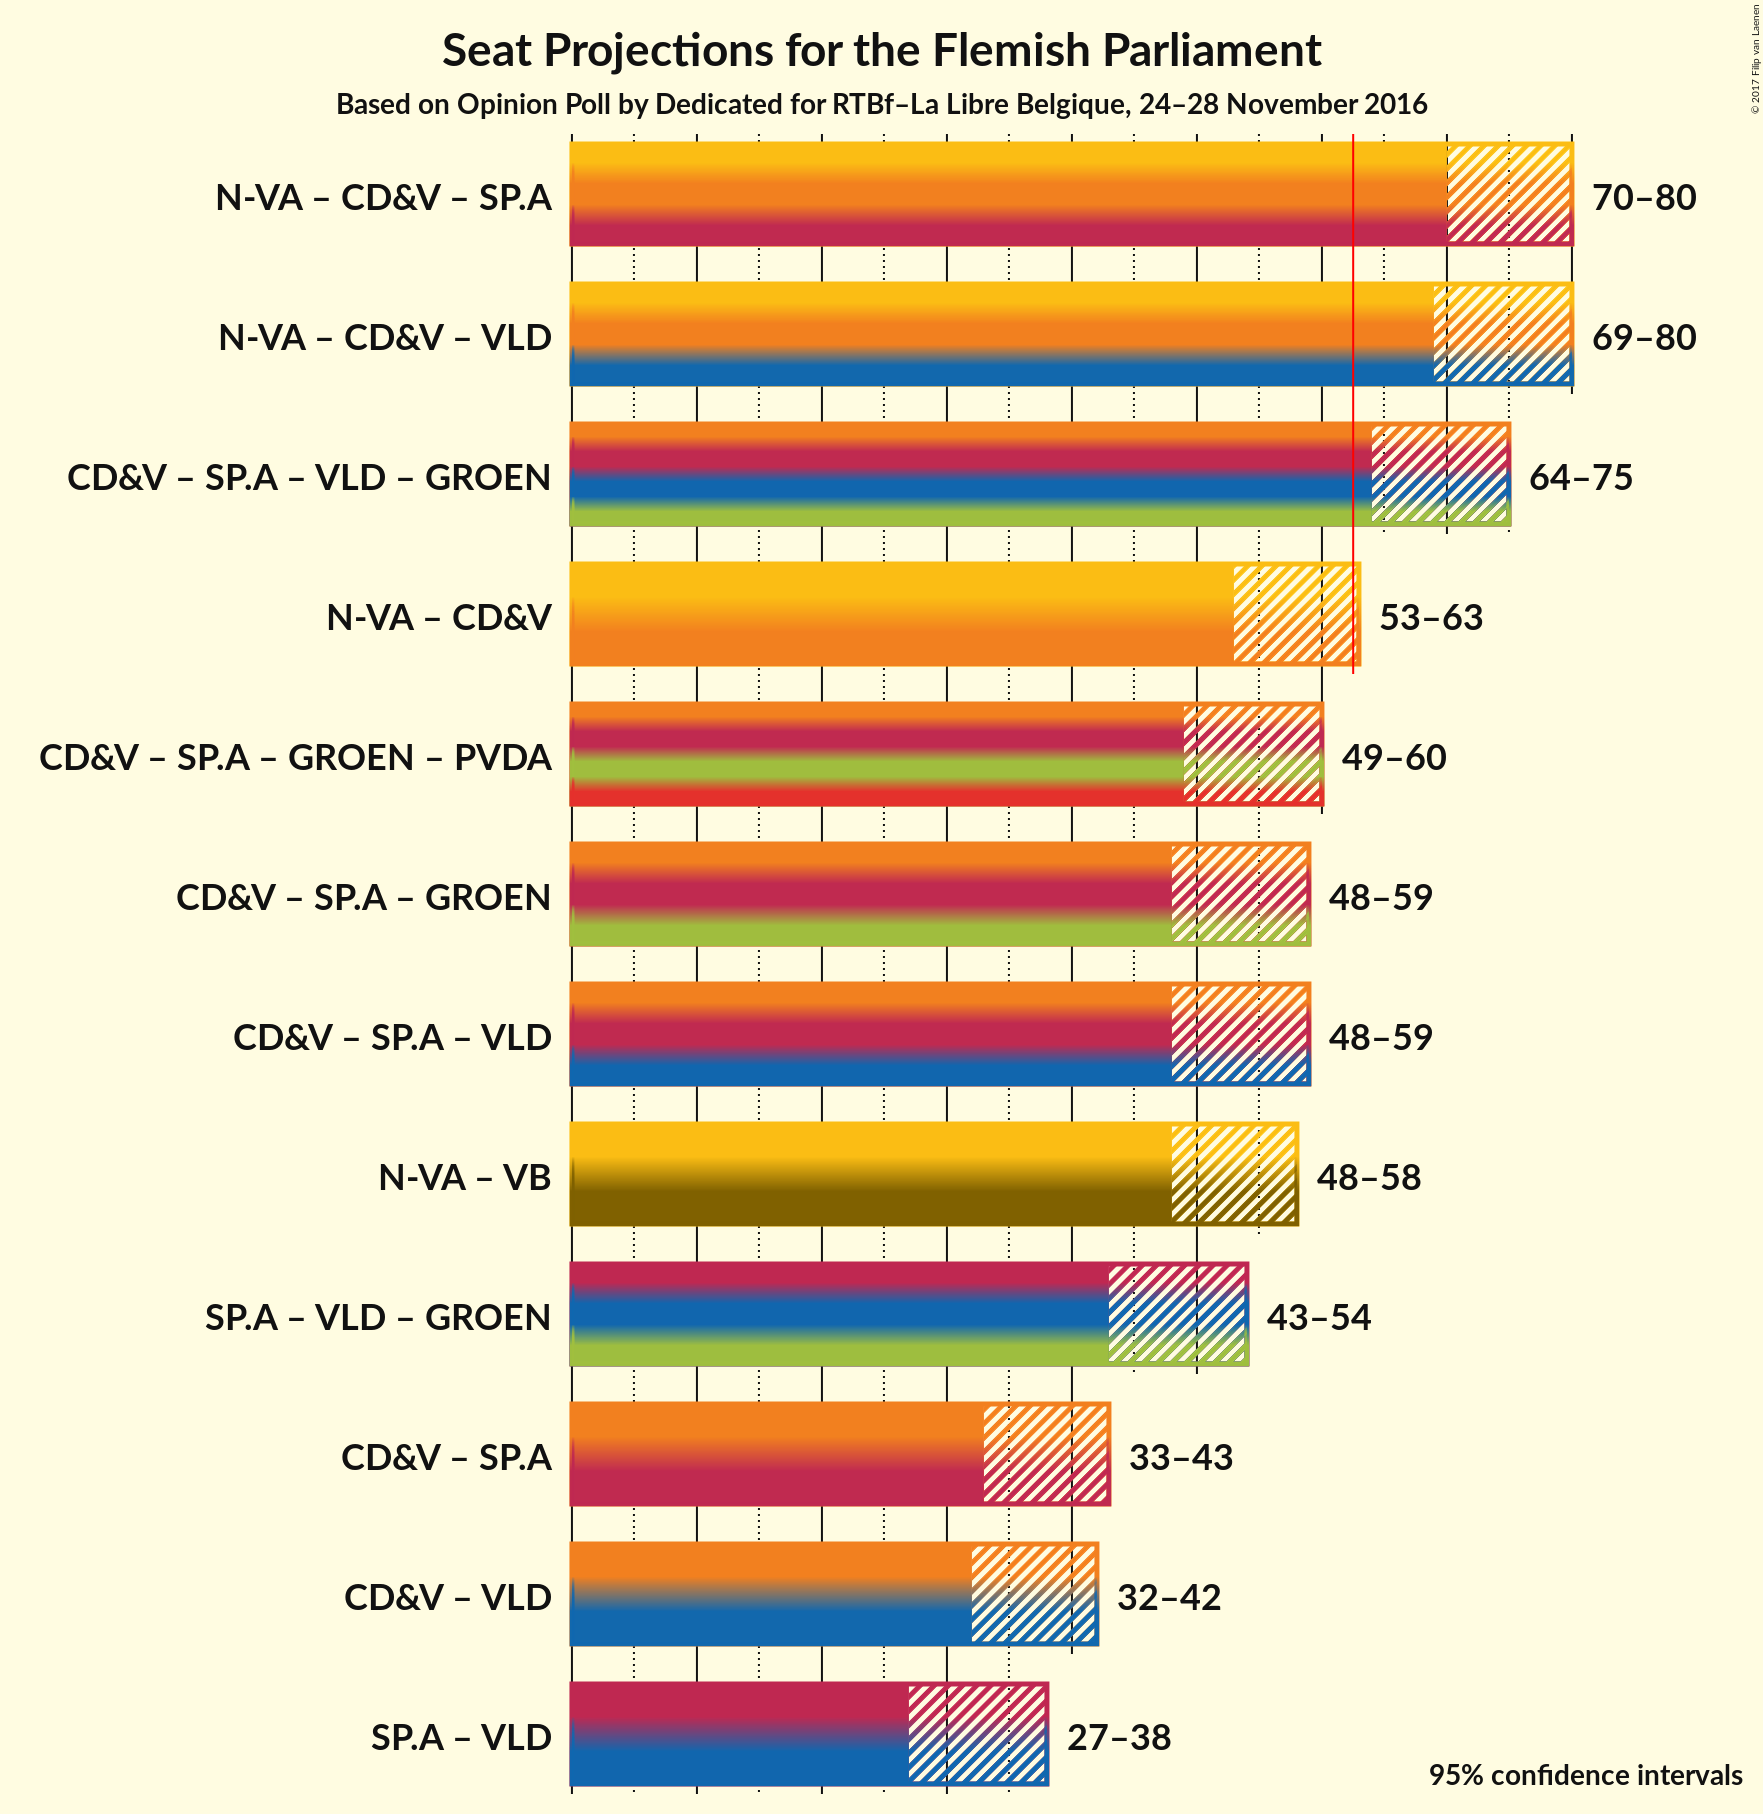 Seat Projections for the Flemish Parliament
Based on Opinion Poll by Dedicated for RTBf–La Libre Belgique, 24–28 November 2016
© 2017 Filip van Laenen
N-VA – CD&V – SP.A 70–80
N-VA – CD&V – VLD 69–80
CD&V – SP.A – VLD – GROEN 64–75
N-VA – CD&V 53–63
CD&V – SP.A – GROEN – PVDA 49–60
CD&V – SP.A – GROEN 48–59
CD&V – SP.A – VLD 48–59
N-VA – VB 48–58
SP.A – VLD – GROEN 43–54
CD&V – SP.A 33–43
CD&V – VLD 32–42
SP.A – VLD 27–38
95% confidence intervals